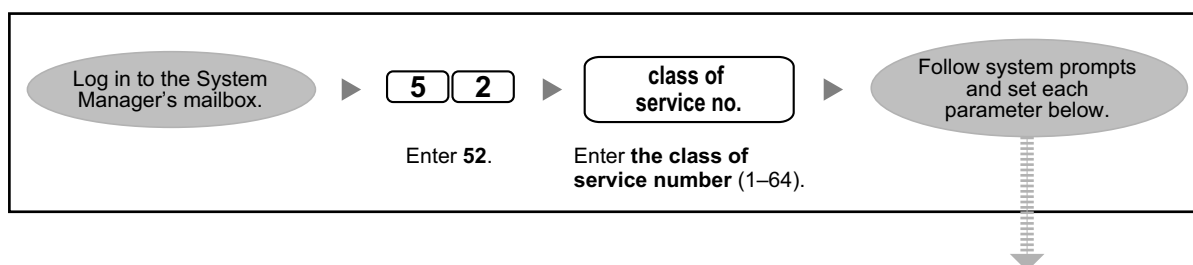 Log in to the System
Manager’s mailbox.
5 2
class of
service no.
Follow system prompts
and set each
parameter below.
Enter 52.
Enter the class of
service number (1–64).